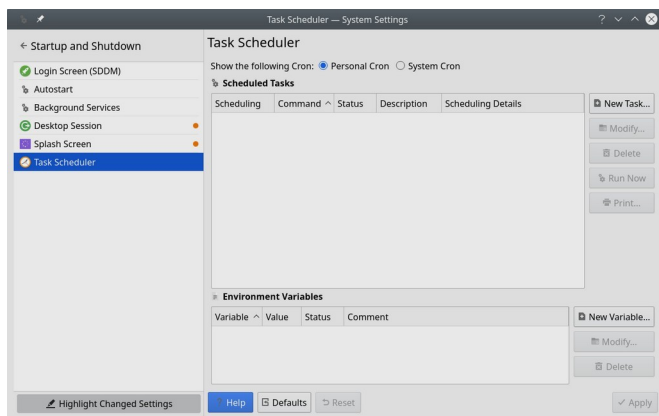 Task Scheduler — System Settings
Startup and Shutdown
Task Scheduler
Show the following Cron: Personal Cron System Cron
Login Screen (SDDM)
Autostart
Background Services
Desktop Session
Splash Screen
Task Scheduler
Scheduled Tasks
Scheduling Command Status Description Scheduling Details
New Task...
Modify...
Delete
Run Now
Print...
Environment Variables
Variable Value Status Comment
New Variable...
Modify...
Delete
Highlight Changed Settings
Help Defaults Reset Apply